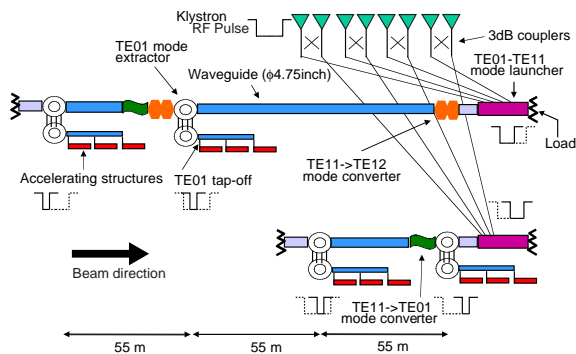 Klystron
RF Pulse
3dB couplers
TE01 mode
extractor
Waveguide (ϕ4.75inch)
TE01-TE11
mode launcher
Load
TE11->TE12
mode converter
Accelerating structures
TE01 tap-off
Beam direction
TE11->TE01
mode converter
55 m
55 m
55 m